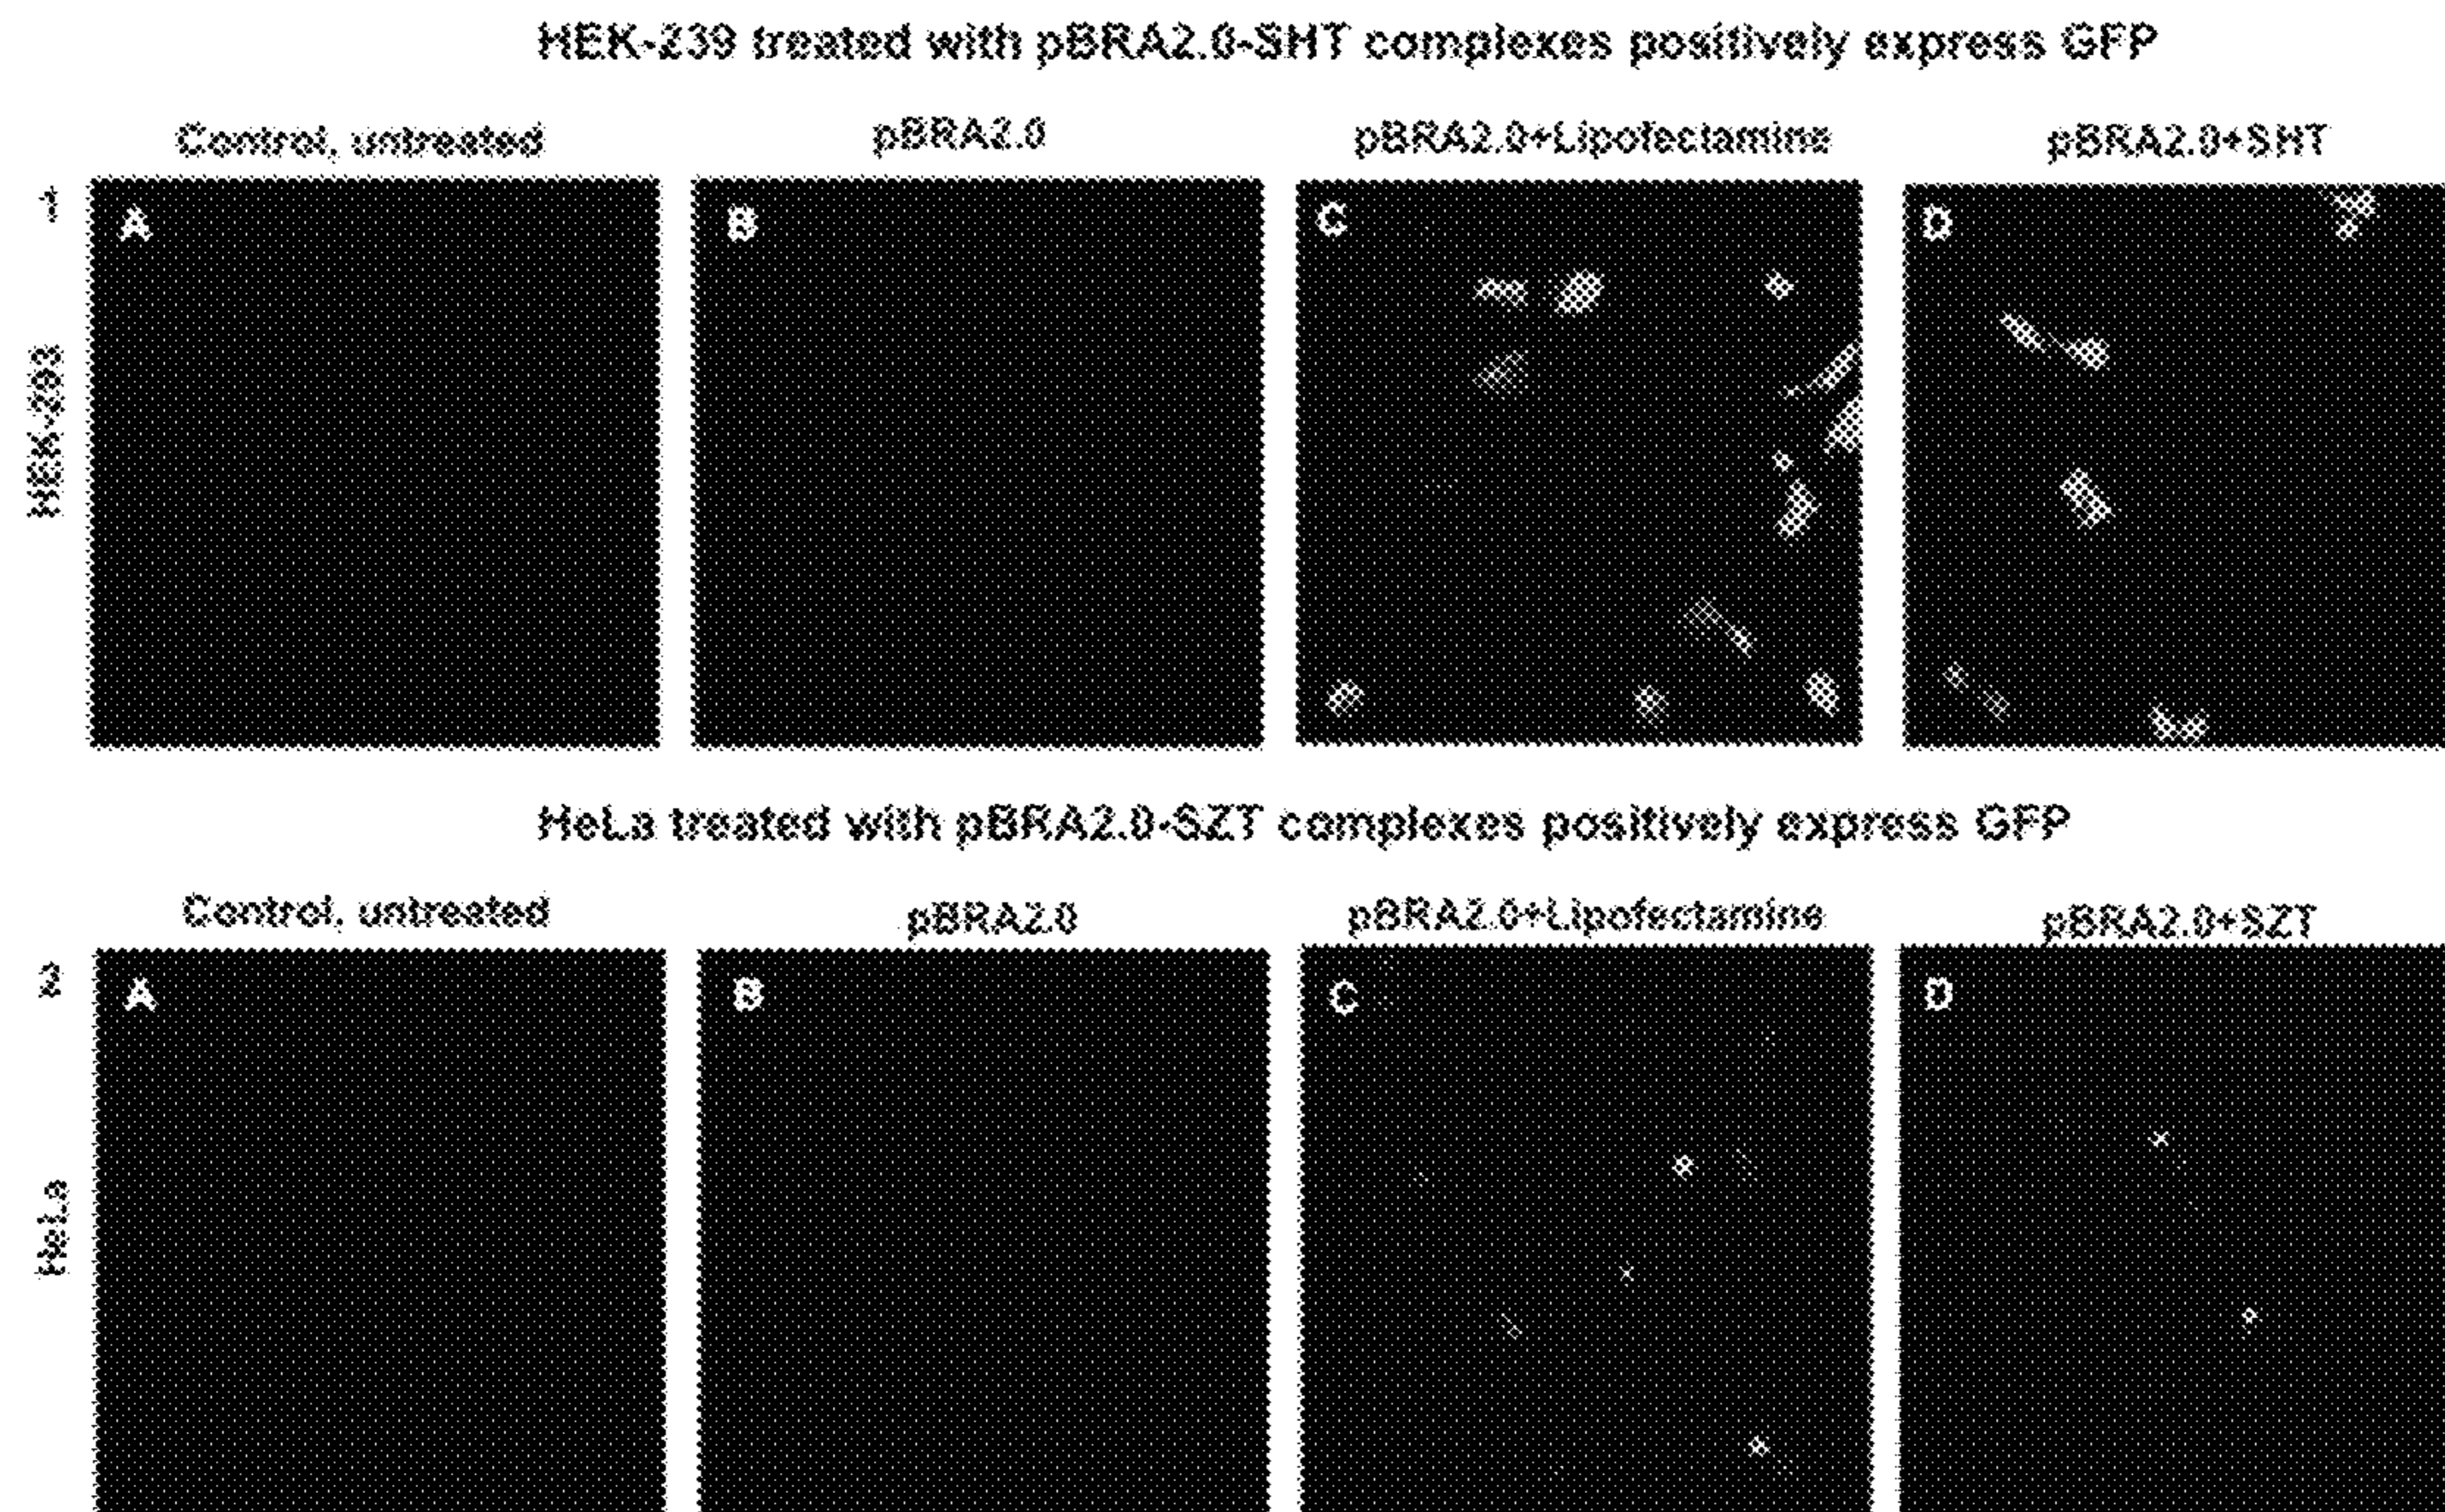 HEK-239 treated with pBRA2.0-SHT complexes positively express GFP
Control, untreated
pBRA2.0
pBRA2.0+Lipofectamine
pBRA2.0+SHT
1
A
B
C
D
HEK-293
HeLa treated with pBRA2.0-SZT complexes positively express GFP
Control, untreated
pBRA2.0
pBRA2.0+Lipofectamine
pBRA2.0+SZT
2
A
B
C
D
HeLa